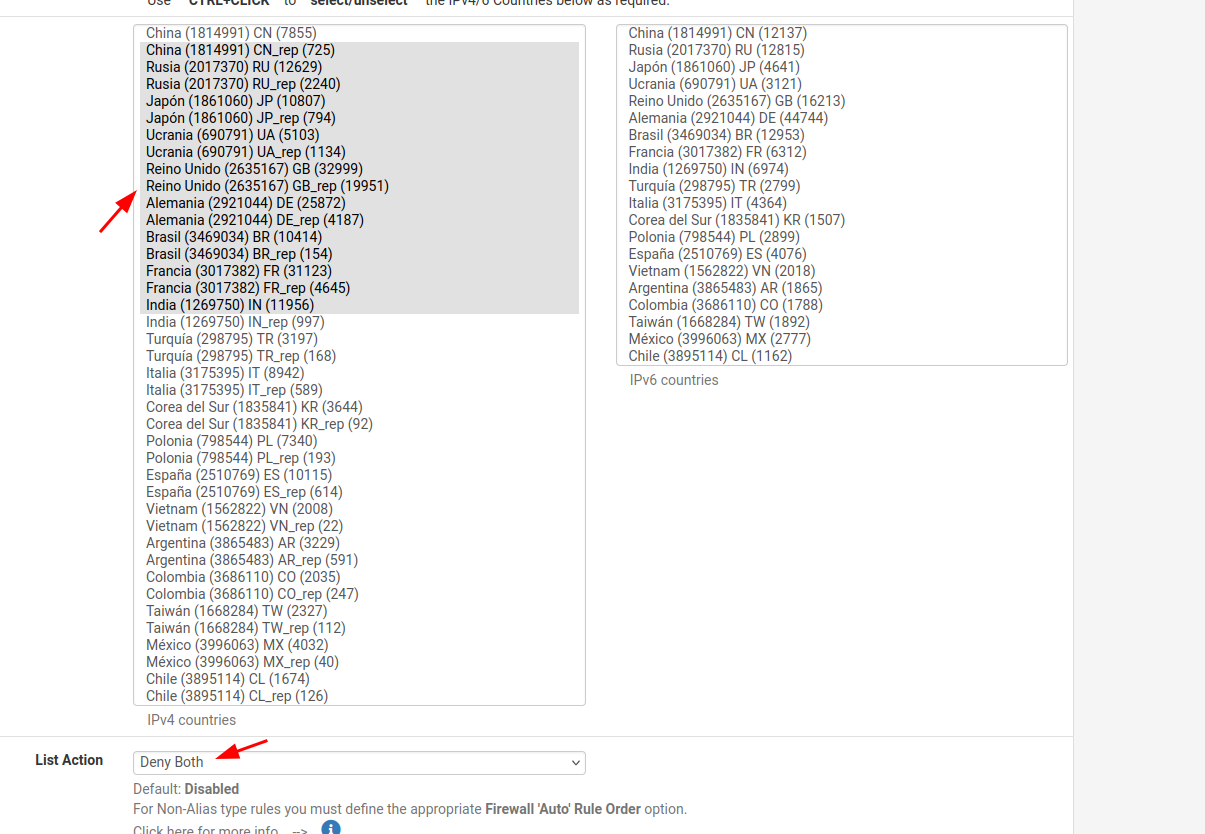 Use "CTRL+CLICK" to "select/unselect" the IPv4/6 Countries below as required.
China (1814991) CN (7855)
China (1814991) CN_rep (725)
Rusia (2017370) RU (12629)
Rusia (2017370) RU_rep (2240)
Japón (1861060) JP (10807)
Japón (1861060) JP_rep (794)
Ucrania (690791) UA (5103)
Ucrania (690791) UA_rep (1134)
Reino Unido (2635167) GB (32999)
Reino Unido (2635167) GB_rep (19951)
Alemania (2921044) DE (25872)
Alemania (2921044) DE_rep (4187)
Brasil (3469034) BR (10414)
Brasil (3469034) BR_rep (154)
Francia (3017382) FR (31123)
Francia (3017382) FR_rep (4645)
India (1269750) IN (11956)
India (1269750) IN_rep (997)
Turquía (298795) TR (3197)
Turquía (298795) TR_rep (168)
Italia (3175395) IT (8942)
Italia (3175395) IT_rep (589)
Corea del Sur (1835841) KR (3644)
Corea del Sur (1835841) KR_rep (92)
Polonia (798544) PL (7340)
Polonia (798544) PL_rep (193)
España (2510769) ES (10115)
España (2510769) ES_rep (614)
Vietnam (1562822) VN (2008)
Vietnam (1562822) VN_rep (22)
Argentina (3865483) AR (3229)
Argentina (3865483) AR_rep (591)
Colombia (3686110) CO (2035)
Colombia (3686110) CO_rep (247)
Taiwán (1668284) TW (2327)
Taiwán (1668284) TW_rep (112)
México (3996063) MX (4032)
México (3996063) MX_rep (40)
Chile (3895114) CL (1674)
Chile (3895114) CL_rep (126)
IPv4 countries
China (1814991) CN (12137)
Rusia (2017370) RU (12815)
Japón (1861060) JP (4641)
Ucrania (690791) UA (3121)
Reino Unido (2635167) GB (16213)
Alemania (2921044) DE (44744)
Brasil (3469034) BR (12953)
Francia (3017382) FR (6312)
India (1269750) IN (6974)
Turquía (298795) TR (2799)
Italia (3175395) IT (4364)
Corea del Sur (1835841) KR (1507)
Polonia (798544) PL (2899)
España (2510769) ES (4076)
Vietnam (1562822) VN (2018)
Argentina (3865483) AR (1865)
Colombia (3686110) CO (1788)
Taiwán (1668284) TW (1892)
México (3996063) MX (2777)
Chile (3895114) CL (1162)
IPv6 countries
List Action
Deny Both
Default: Disabled
For Non-Alias type rules you must define the appropriate Firewall 'Auto' Rule Order option.
Click here for more info -->